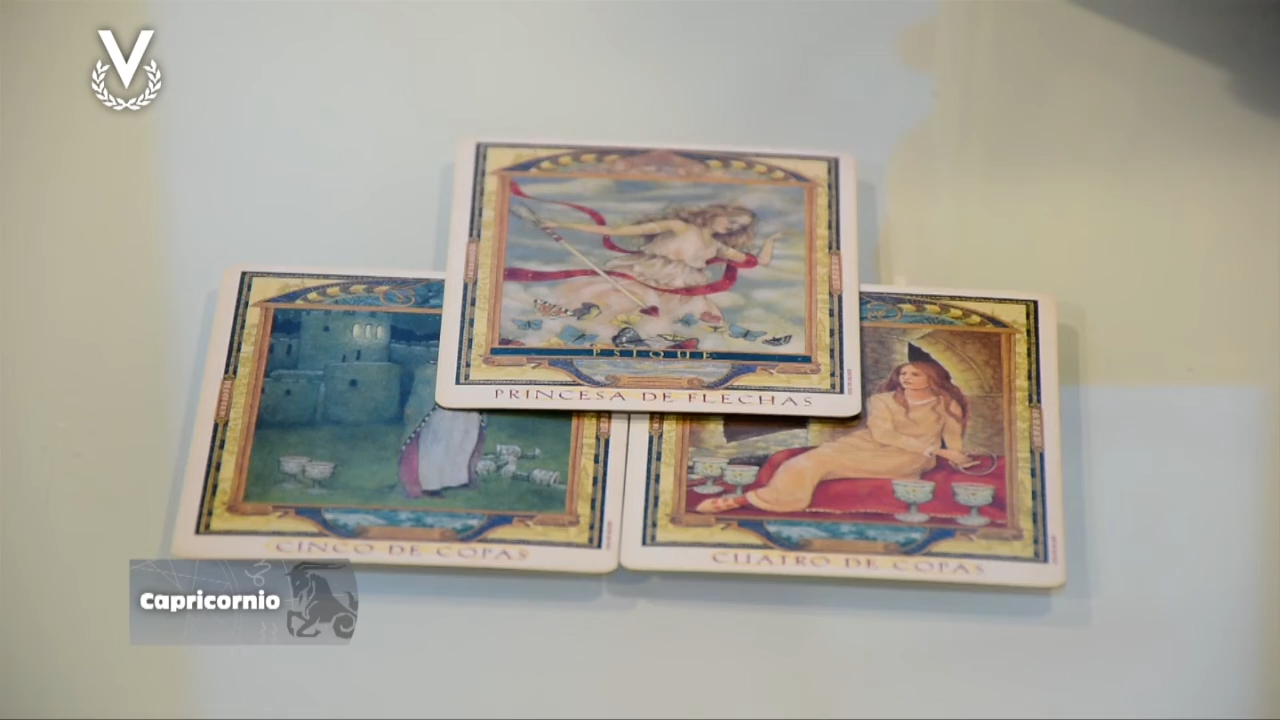 V
PSIQUE
PRINCESA DE FLECHAS
CINCO DE COPAS
CUATRO DE COPAS
Capricornio